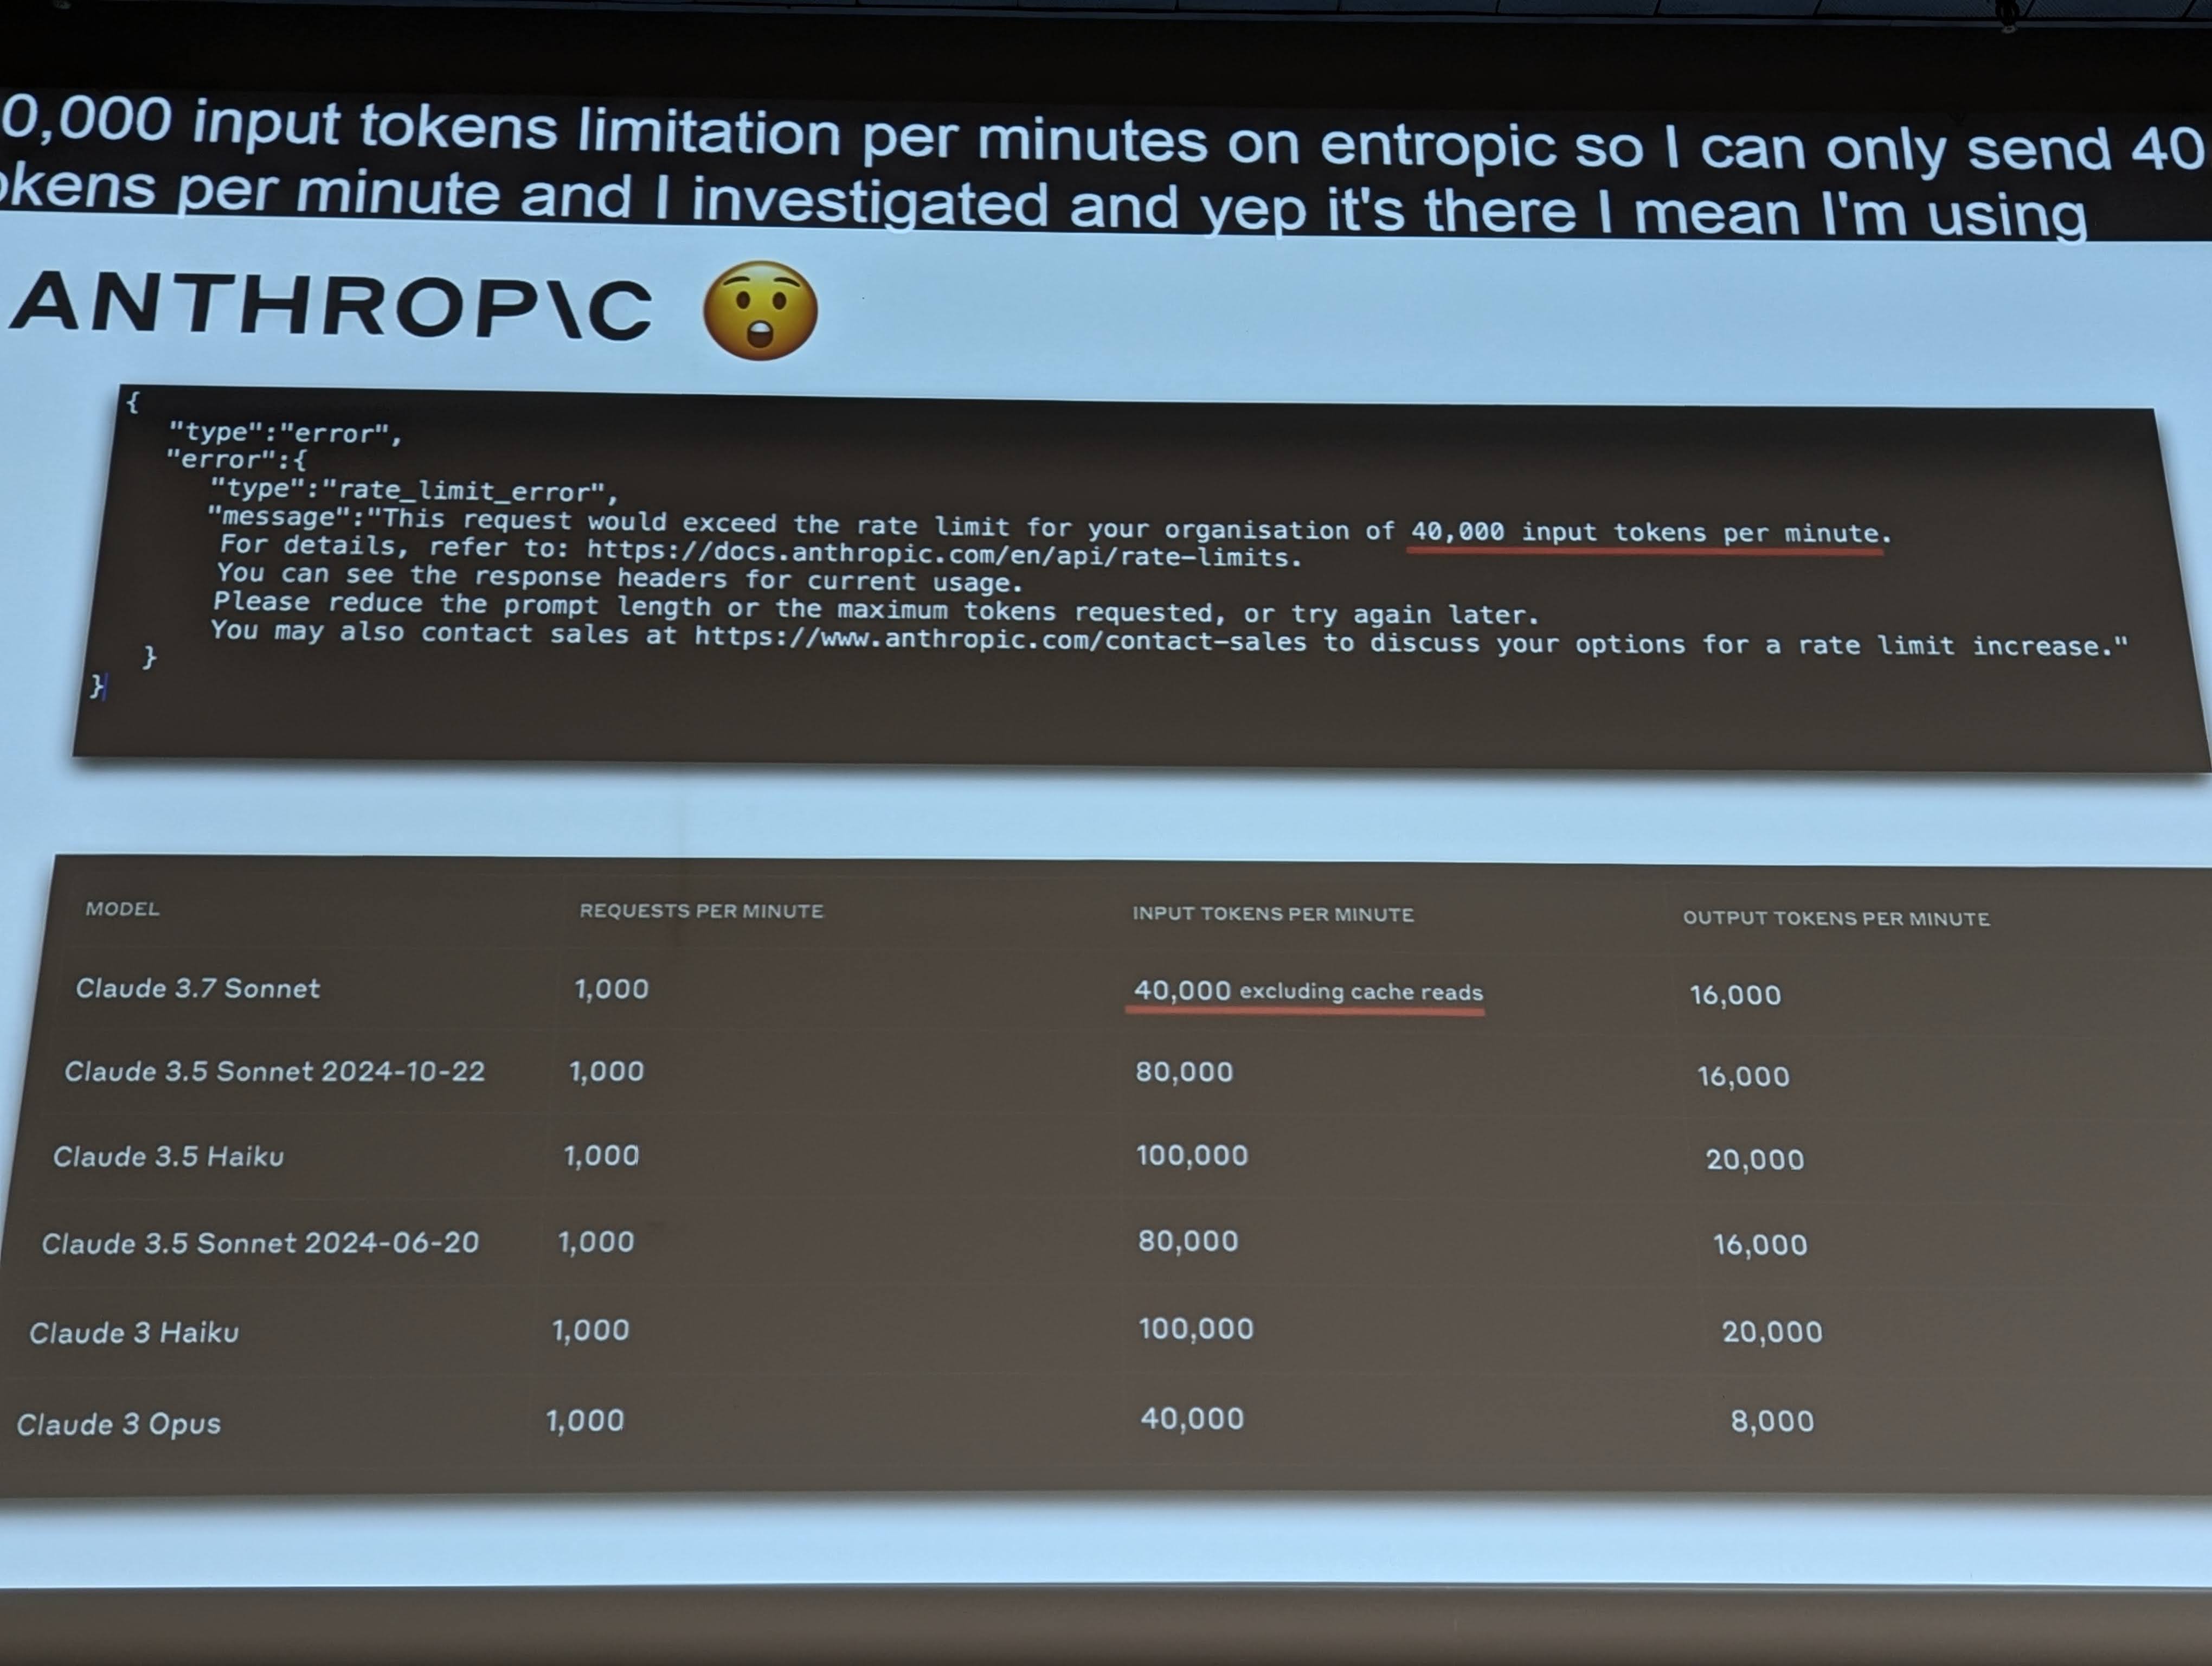 0,000 input tokens limitation per minutes on entropic so I can only send 40
kens per minute and I investigated and yep it's there I mean I'm using
ANTHROP\C
{
"type":"error",
"error":{
"type":"rate_limit_error",
"message":"This request would exceed the rate limit for your organisation of 40,000 input tokens per minute.
For details, refer to: https://docs.anthropic.com/en/api/rate-limits.
You can see the response headers for current usage.
Please reduce the prompt length or the maximum tokens requested, or try again later.
You may also contact sales at https://www.anthropic.com/contact-sales to discuss your options for a rate limit increase."
}
}
MODEL REQUESTS PER MINUTE INPUT TOKENS PER MINUTE OUTPUT TOKENS PER MINUTE
Claude 3.7 Sonnet 1,000 40,000 excluding cache reads 16,000
Claude 3.5 Sonnet 2024-10-22 1,000 80,000 16,000
Claude 3.5 Haiku 1,000 100,000 20,000
Claude 3.5 Sonnet 2024-06-20 1,000 80,000 16,000
Claude 3 Haiku 1,000 100,000 20,000
Claude 3 Opus 1,000 40,000 8,000